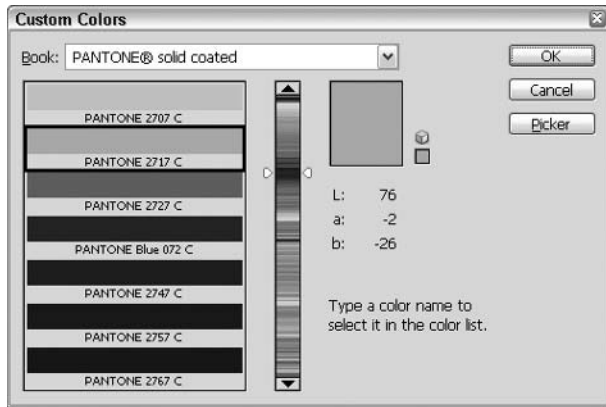 Custom Colors
Book: PANTONE® solid coated
OK
Cancel
Picker
PANTONE 2707 C
PANTONE 2717 C
PANTONE 2727 C
PANTONE Blue 072 C
PANTONE 2747 C
PANTONE 2757 C
PANTONE 2767 C
L: 76
a: -2
b: -26
Type a color name to
select it in the color list.